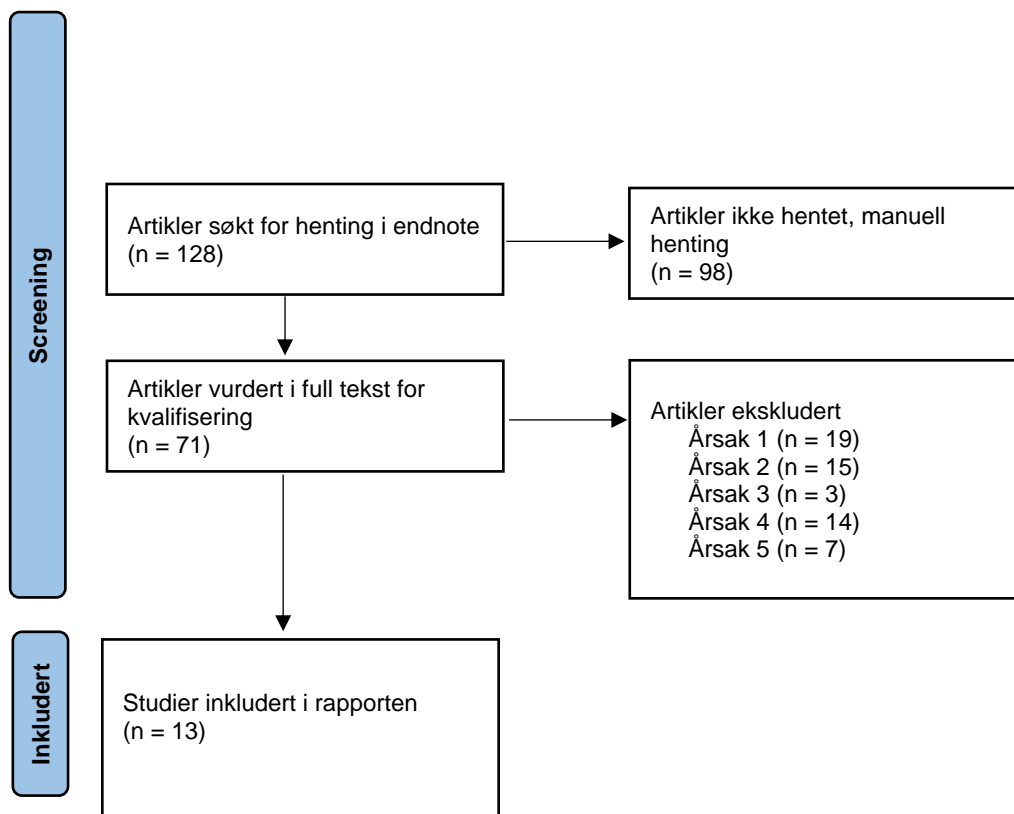 Screening
Artikler søkt for henting i endnote
(n = 128)
Artikler ikke hentet, manuell
henting
(n = 98)
Artikler vurdert i full tekst for
kvalifisering
(n = 71)
Artikler ekskludert
Årsak 1 (n = 19)
Årsak 2 (n = 15)
Årsak 3 (n = 3)
Årsak 4 (n = 14)
Årsak 5 (n = 7)
Inkludert
Studier inkludert i rapporten
(n = 13)